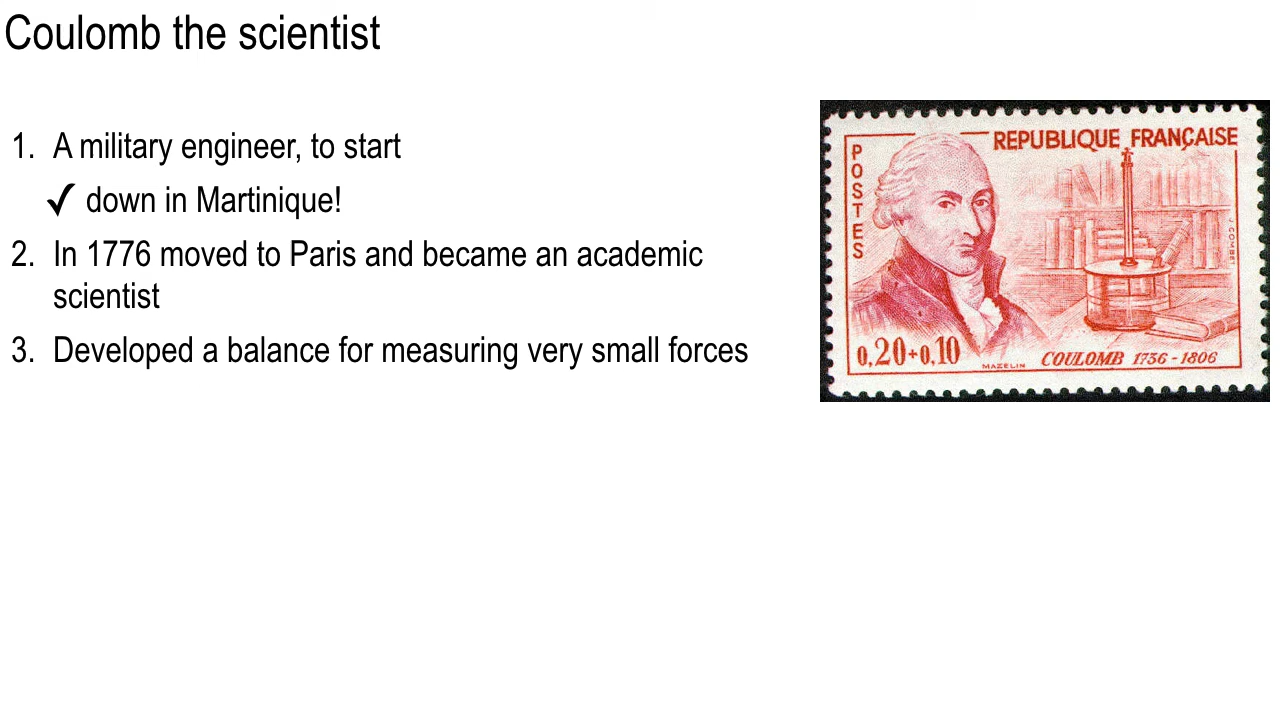 Coulomb the scientist
1. A military engineer, to start
✓ down in Martinique!
2. In 1776 moved to Paris and became an academic
scientist
3. Developed a balance for measuring very small forces
REPUBLIQUE FRANÇAISE
POSTES
J. COMBET
0,20+0,10
MAZELIN
COULOMB 1736-1806